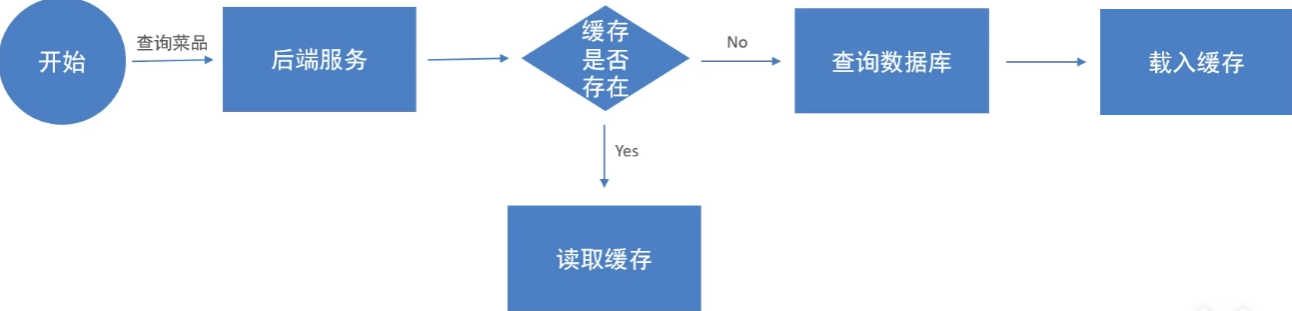 开始
查询菜品
后端服务
缓存
是否
存在
No
查询数据库
载入缓存
Yes
读取缓存